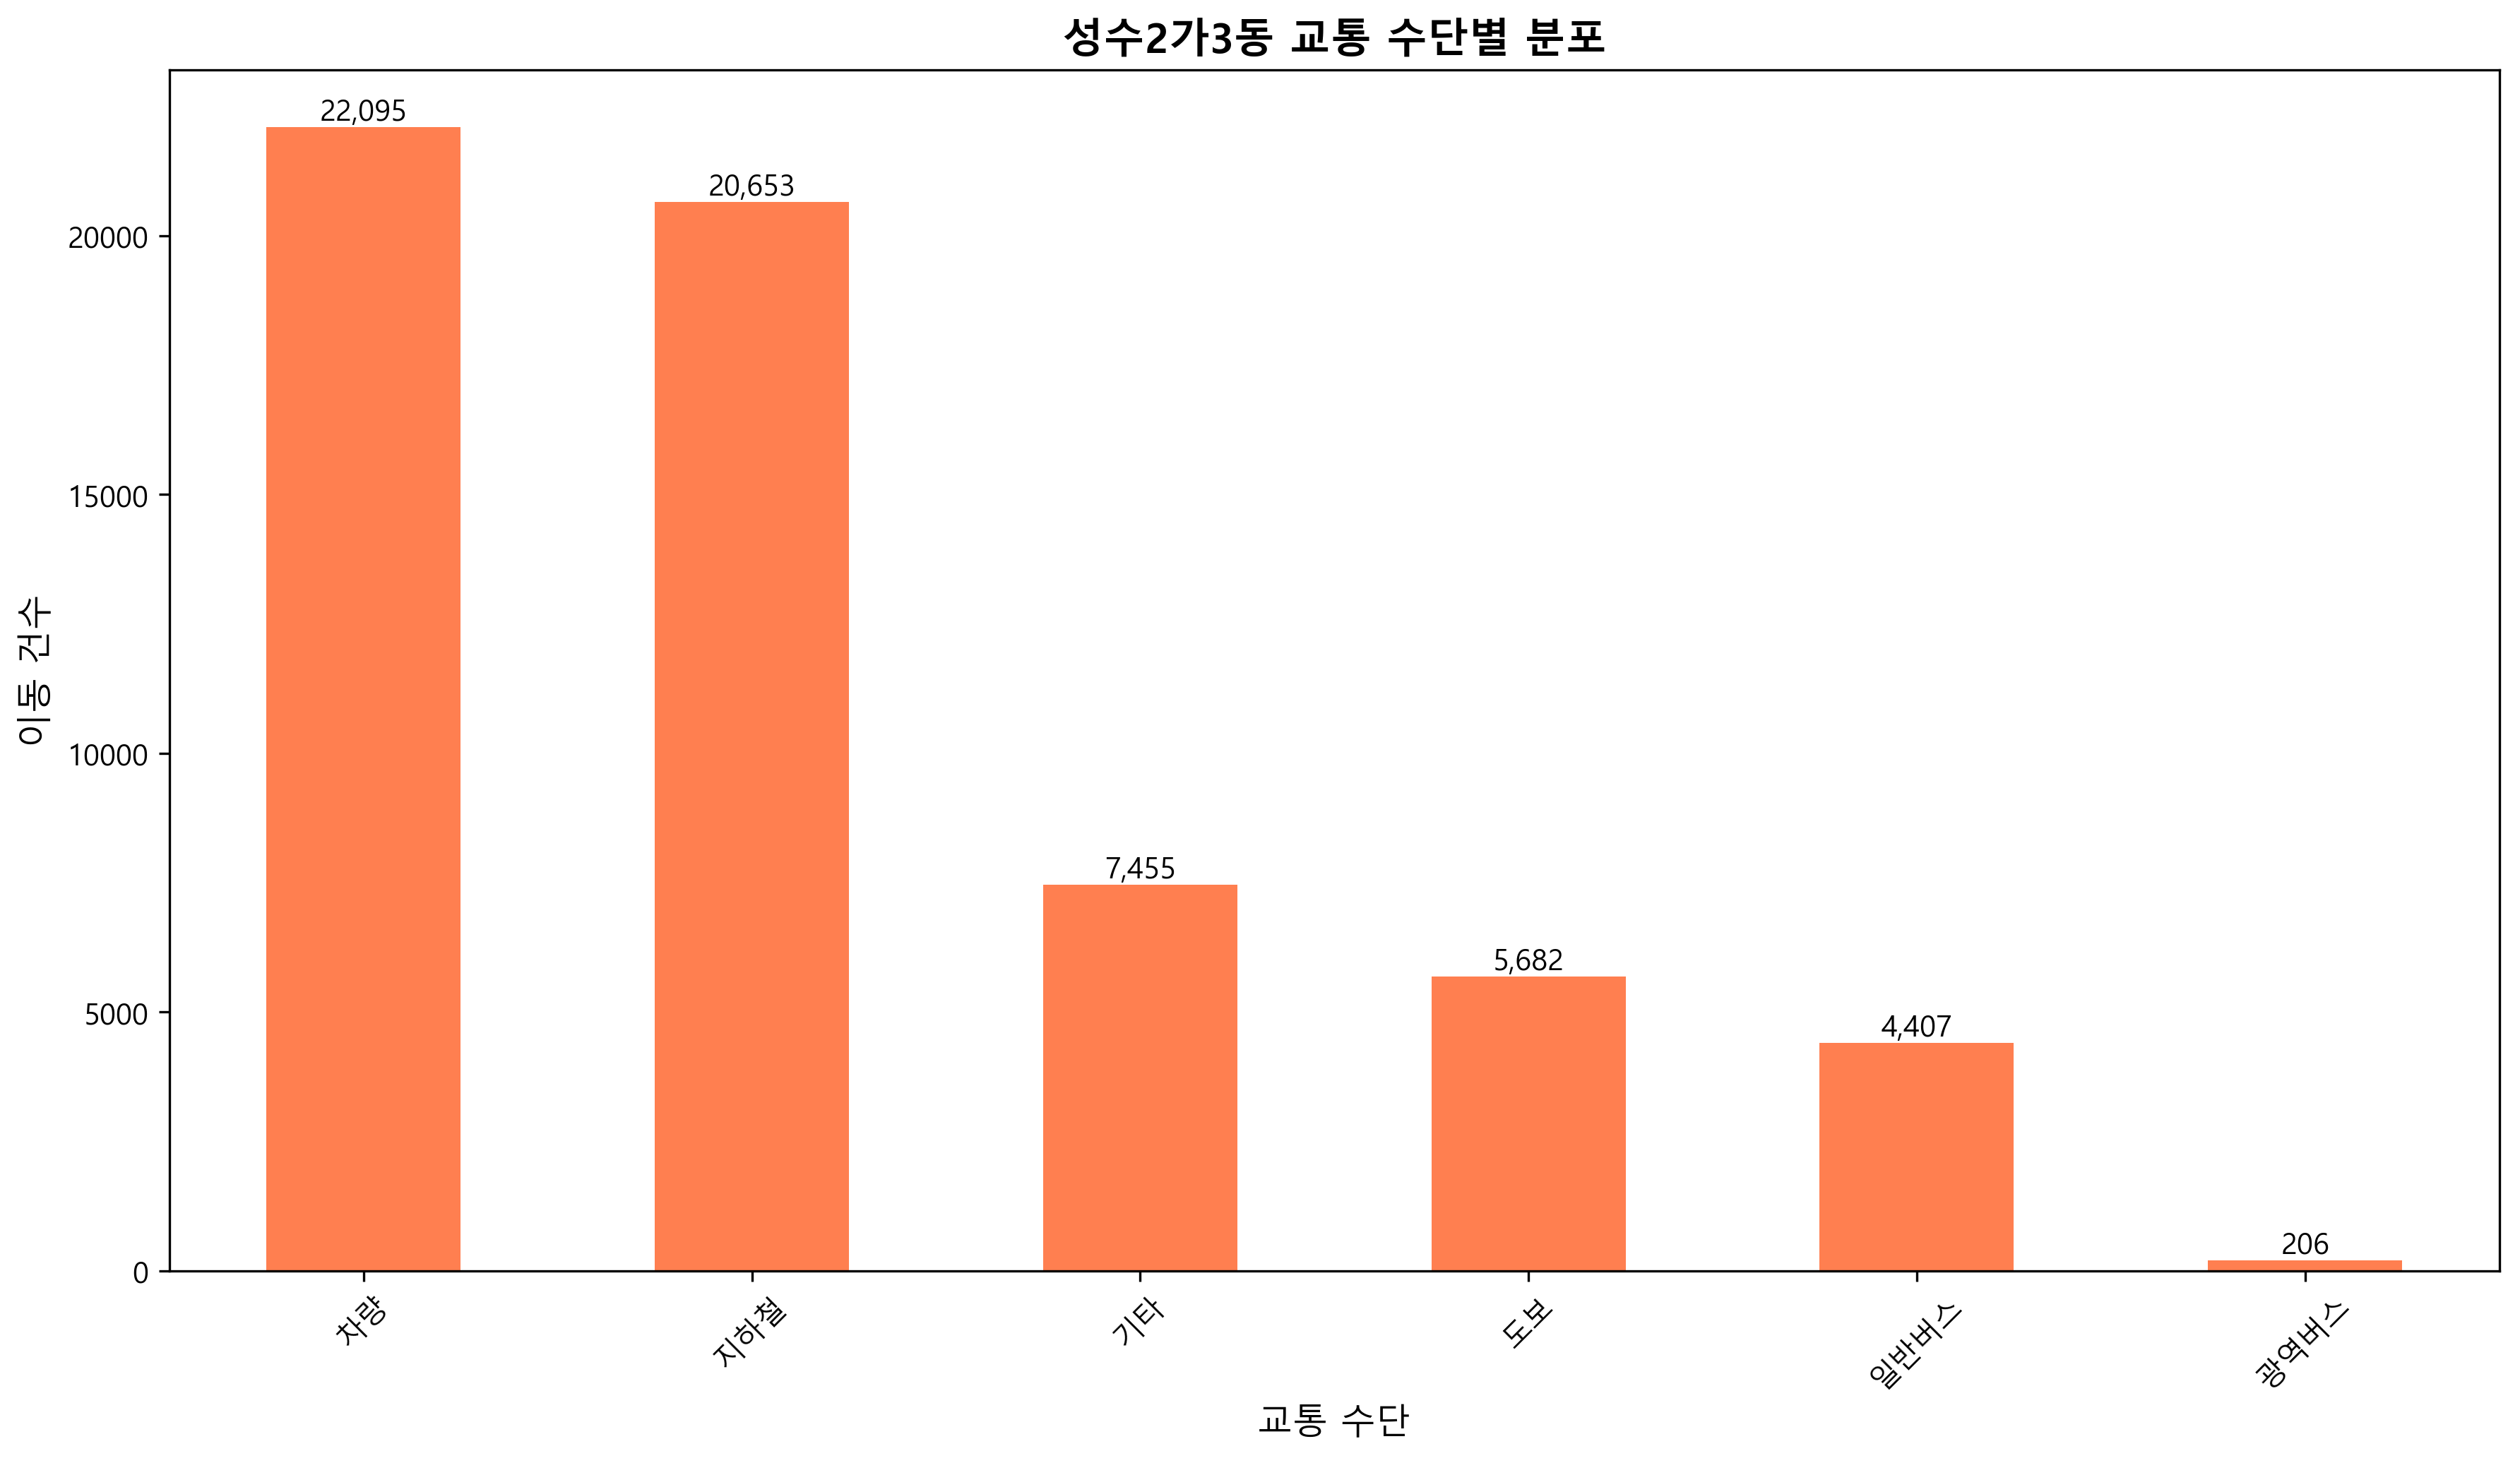 성수2가3동 교통 수단별 분포
이동 건수
20000
15000
10000
5000
0
22,095
20,653
7,455
5,682
4,407
206
차량
지하철
기타
도보
일반버스
광역버스
교통 수단